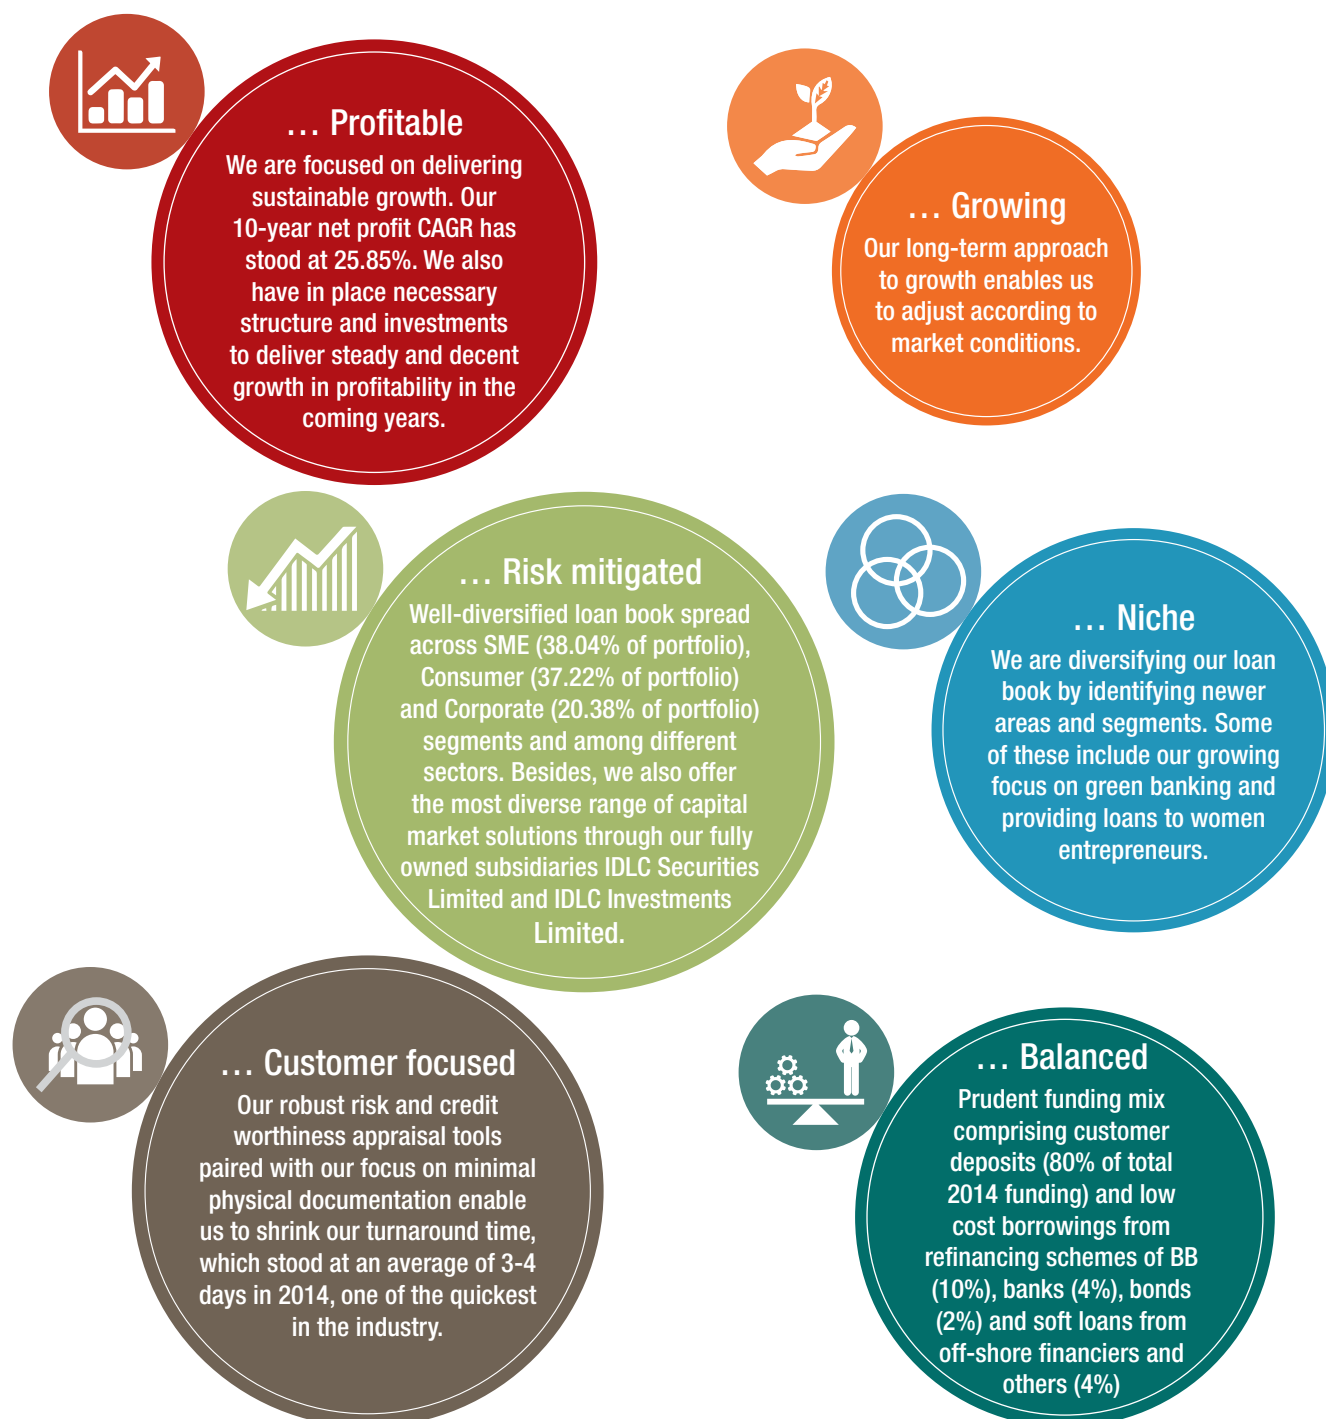 ... Profitable
We are focused on delivering
sustainable growth. Our
10-year net profit CAGR has
stood at 25.85%. We also
have in place necessary
structure and investments
to deliver steady and decent
growth in profitability in the
coming years.
... Growing
Our long-term approach
to growth enables us
to adjust according to
market conditions.
... Risk mitigated
Well-diversified loan book spread
across SME (38.04% of portfolio),
Consumer (37.22% of portfolio)
and Corporate (20.38% of portfolio)
segments and among different
sectors. Besides, we also offer
the most diverse range of capital
market solutions through our fully
owned subsidiaries IDLC Securities
Limited and IDLC Investments
Limited.
... Niche
We are diversifying our loan
book by identifying newer
areas and segments. Some
of these include our growing
focus on green banking and
providing loans to women
entrepreneurs.
... Customer focused
Our robust risk and credit
worthiness appraisal tools
paired with our focus on minimal
physical documentation enable
us to shrink our turnaround time,
which stood at an average of 3-4
days in 2014, one of the quickest
in the industry.
... Balanced
Prudent funding mix
comprising customer
deposits (80% of total
2014 funding) and low
cost borrowings from
refinancing schemes of BB
(10%), banks (4%), bonds
(2%) and soft loans from
off-shore financiers and
others (4%)